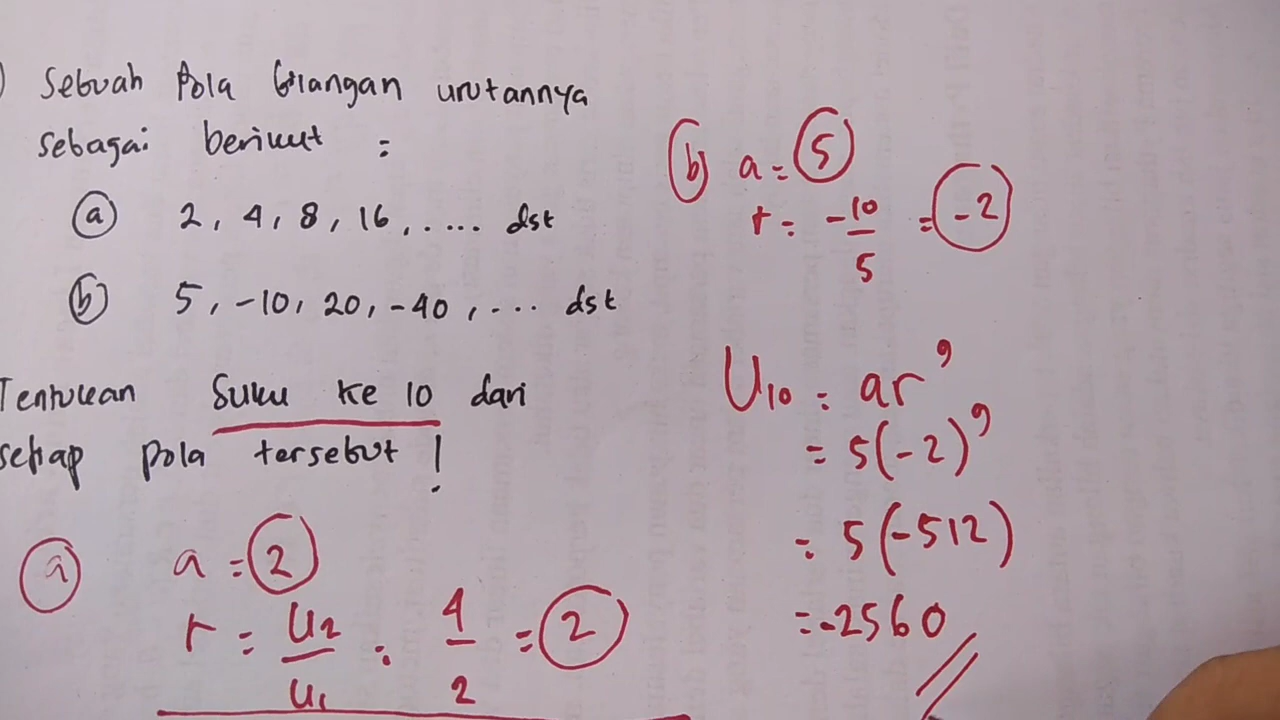 ) Sebuah Pola bilangan urutannya
sebagai berikut :
(a) 2, 4, 8, 16, ..... dst
(b) 5, -10, 20, -40, .... dst
Tentukan Suku ke 10 dari
setiap pola tersebut !
(a) a = 2
r = U2/U1 = 4/2 = 2
(b) a = 5
r = -10/5 = -2
U10 = ar⁹
= 5(-2)⁹
= 5(-512)
= -2560